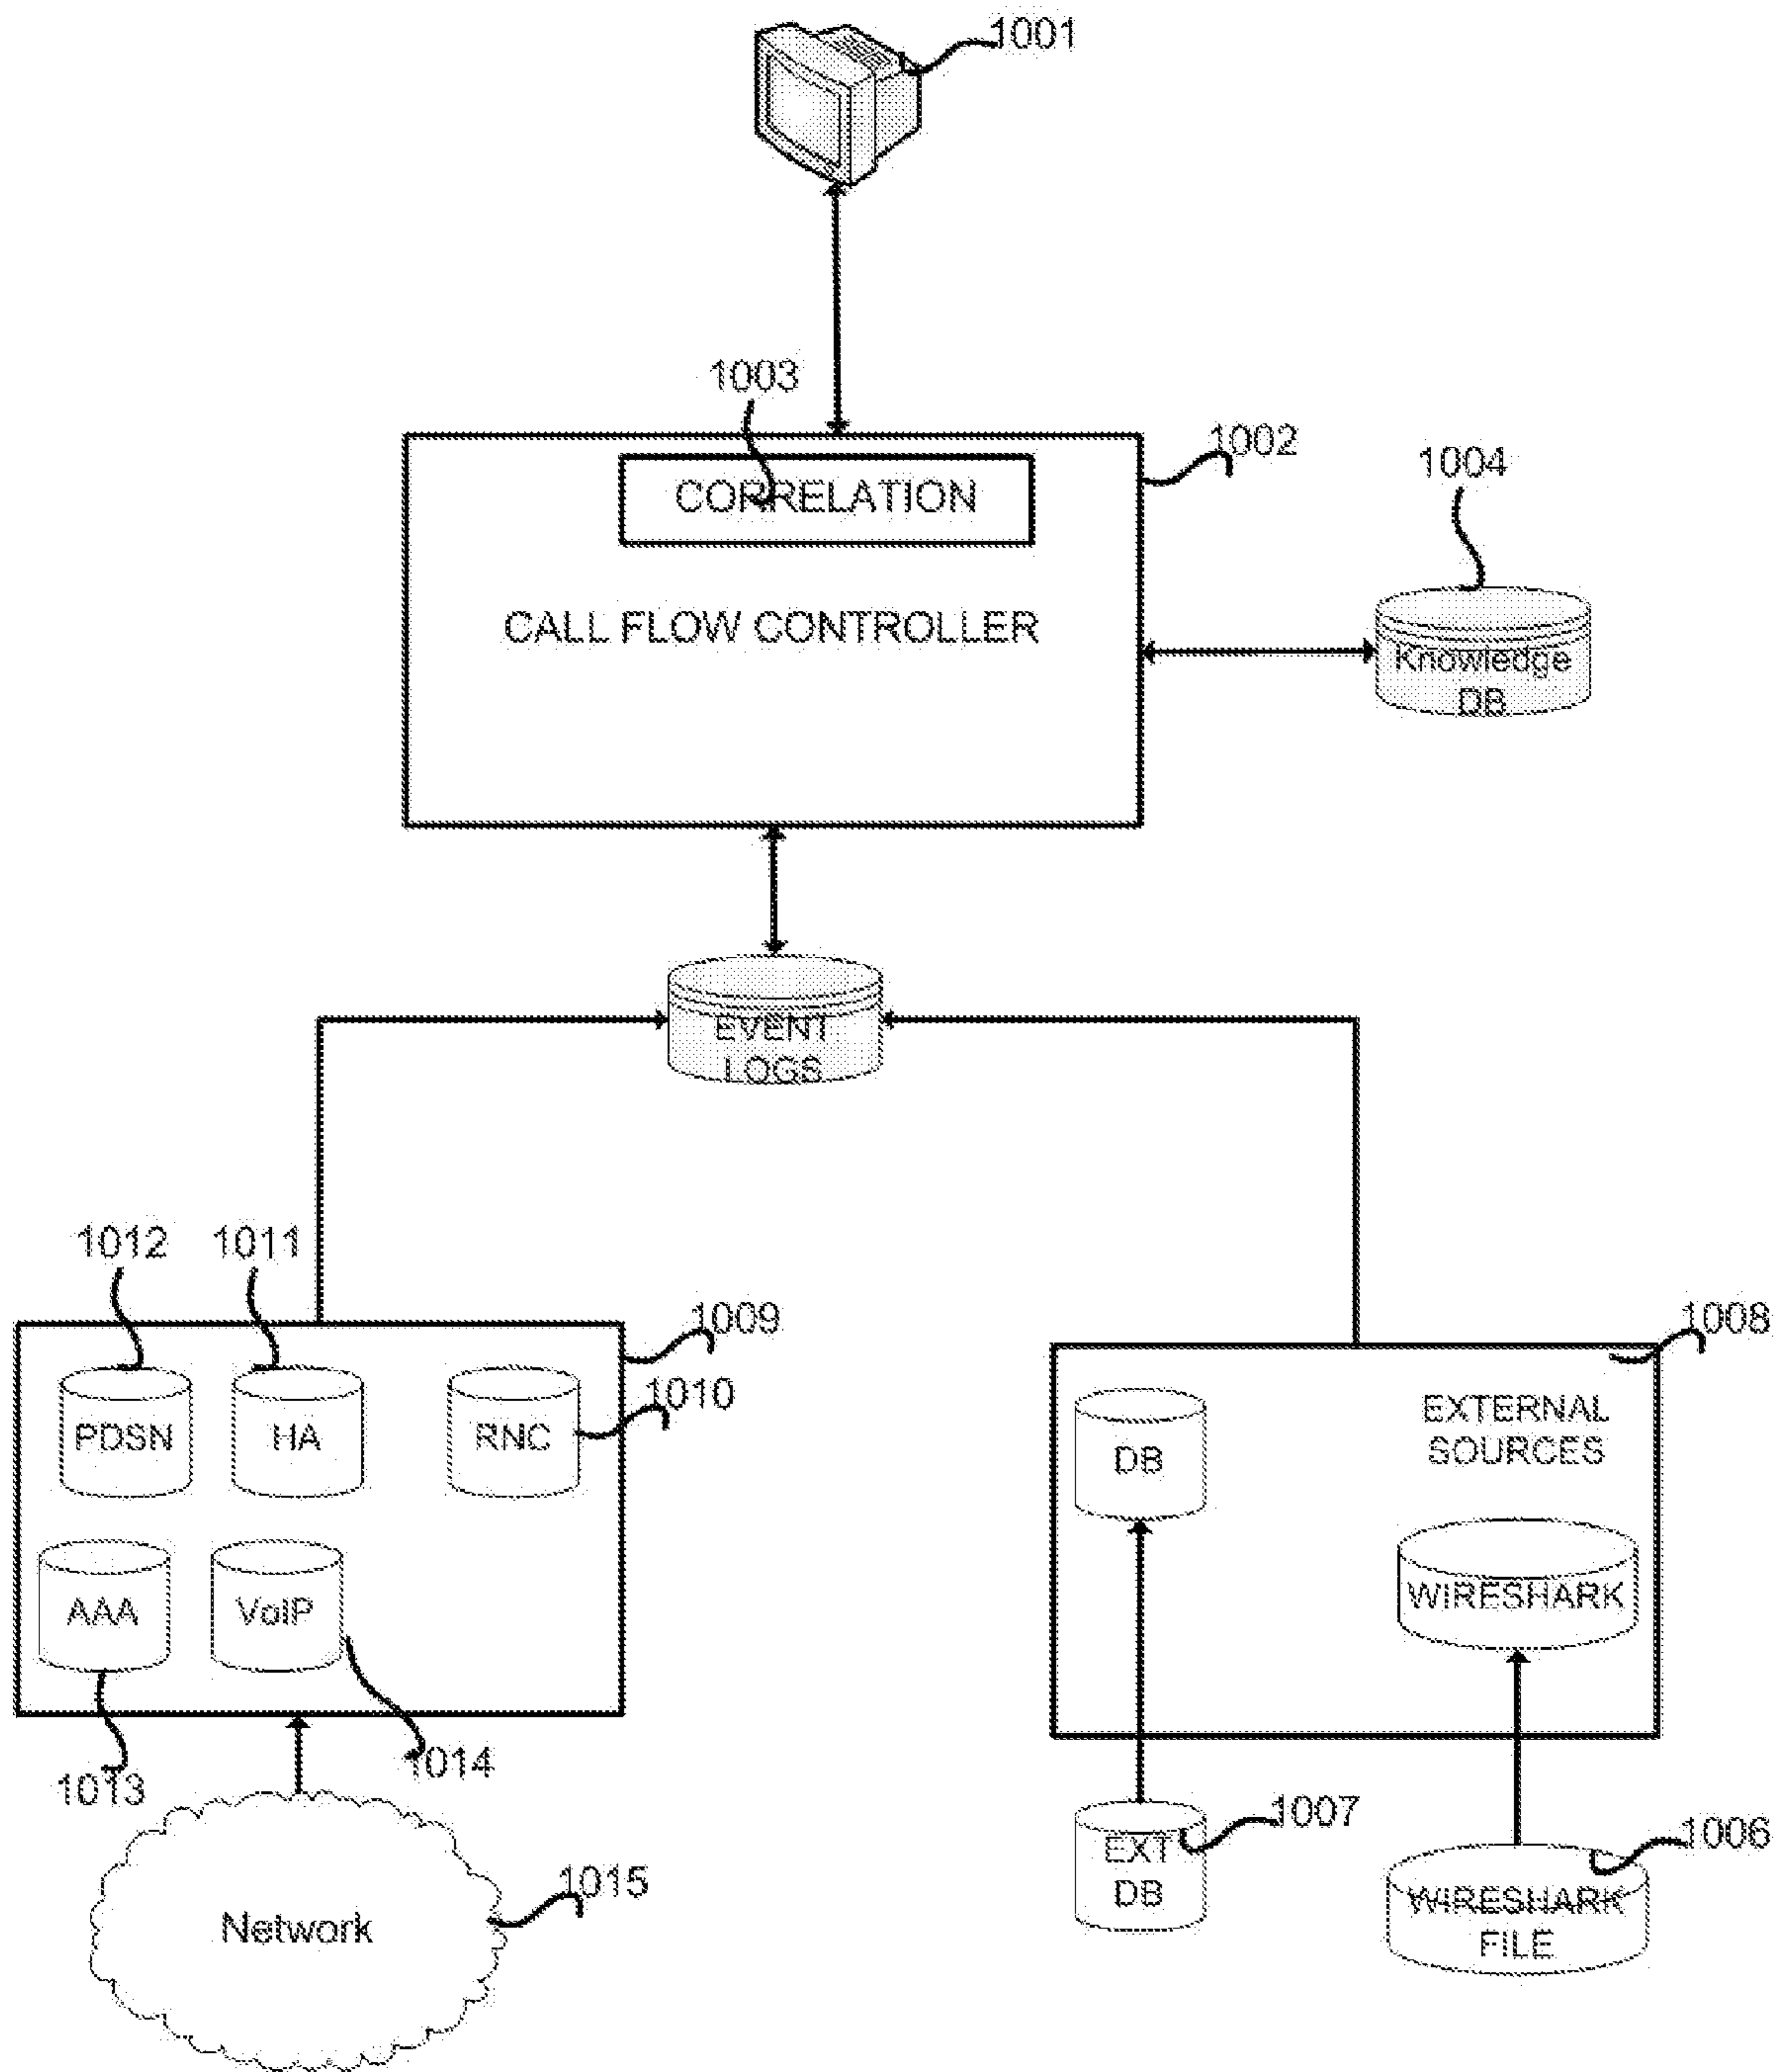 1001
1003
CORRELATION
1002
1004
CALL FLOW CONTROLLER
Knowledge
DB
EVENT
LOGS
1012
1011
1009
1008
1010
PDSN
HA
RNC
DB
EXTERNAL
SOURCES
AAA
VoIP
WIRESHARK
1013
1014
1007
1006
EXT
DB
WIRESHARK
FILE
1015
Network